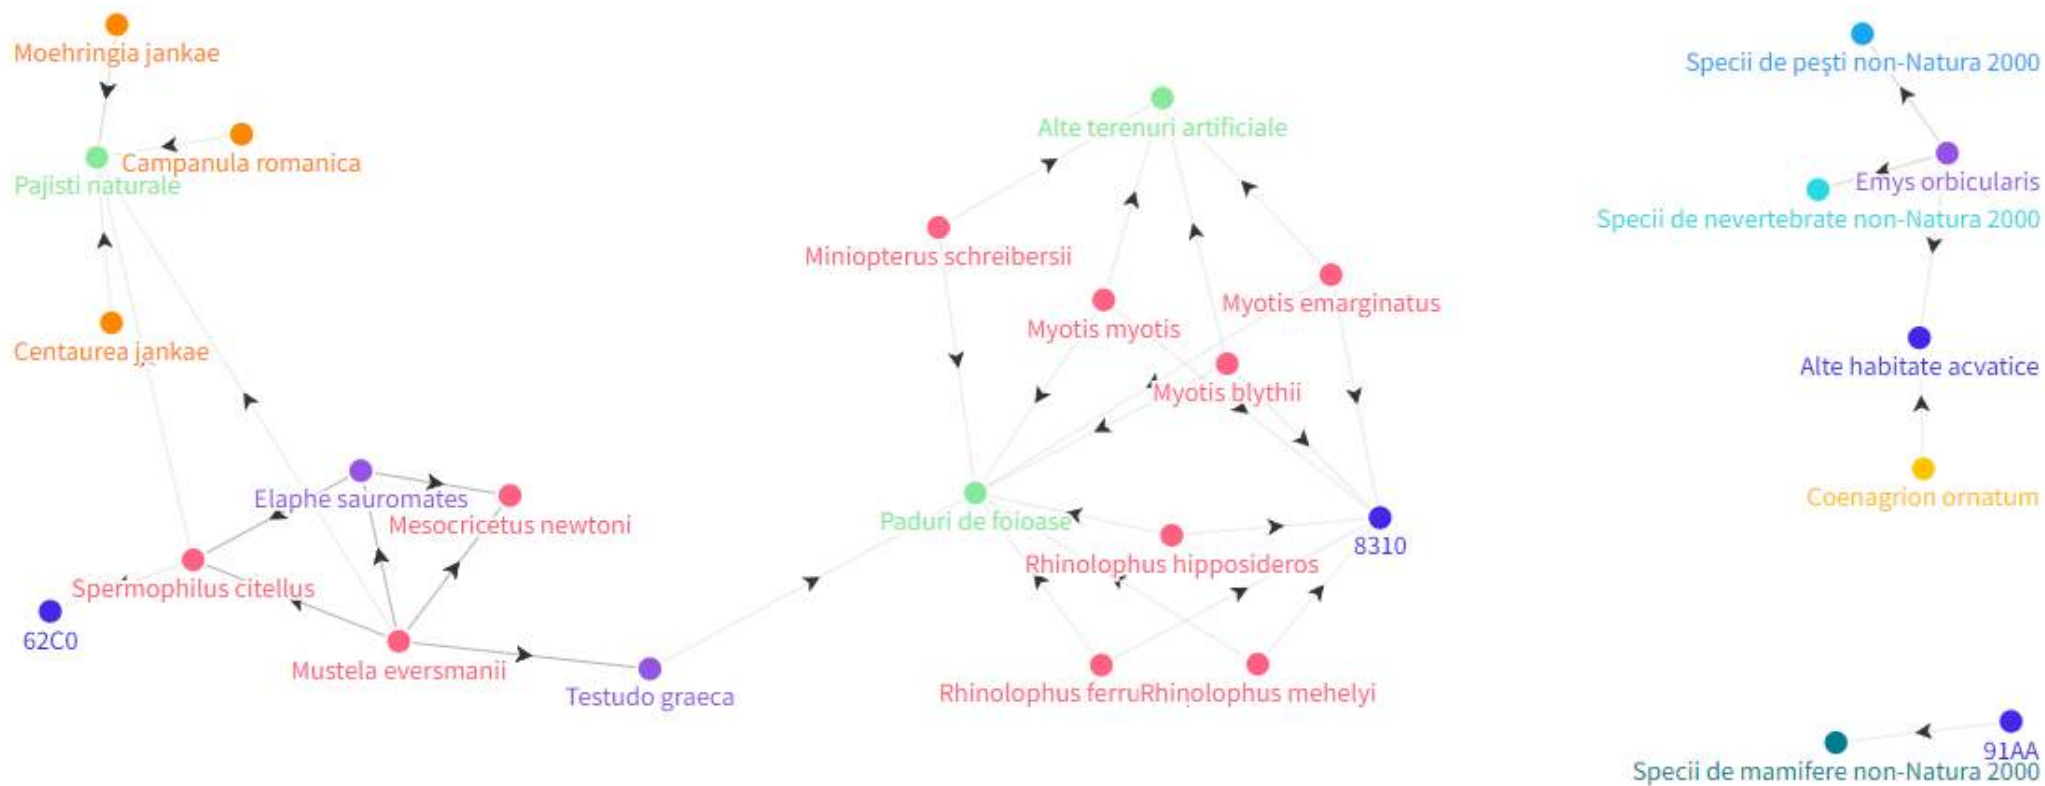 Moehringia jankae
Campanula romanica
Pajisti naturale
Centaurea jankae
Elaphe sauromates
Mesocricetus newtoni
Spermophilus citellus
62C0
Mustela eversmanii
Testudo graeca
Alte terenuri artificiale
Miniopterus schreibersii
Myotis emarginatus
Myotis myotis
Myotis blythii
Paduri de foioase
8310
Rhinolophus hipposideros
Rhinolophus ferru
Rhinolophus mehelyi
Specii de pești non-Natura 2000
Emys orbicularis
Specii de nevertebrate non-Natura 2000
Alte habitate acvatice
Coenagrion ornatum
91AA
Specii de mamifere non-Natura 2000